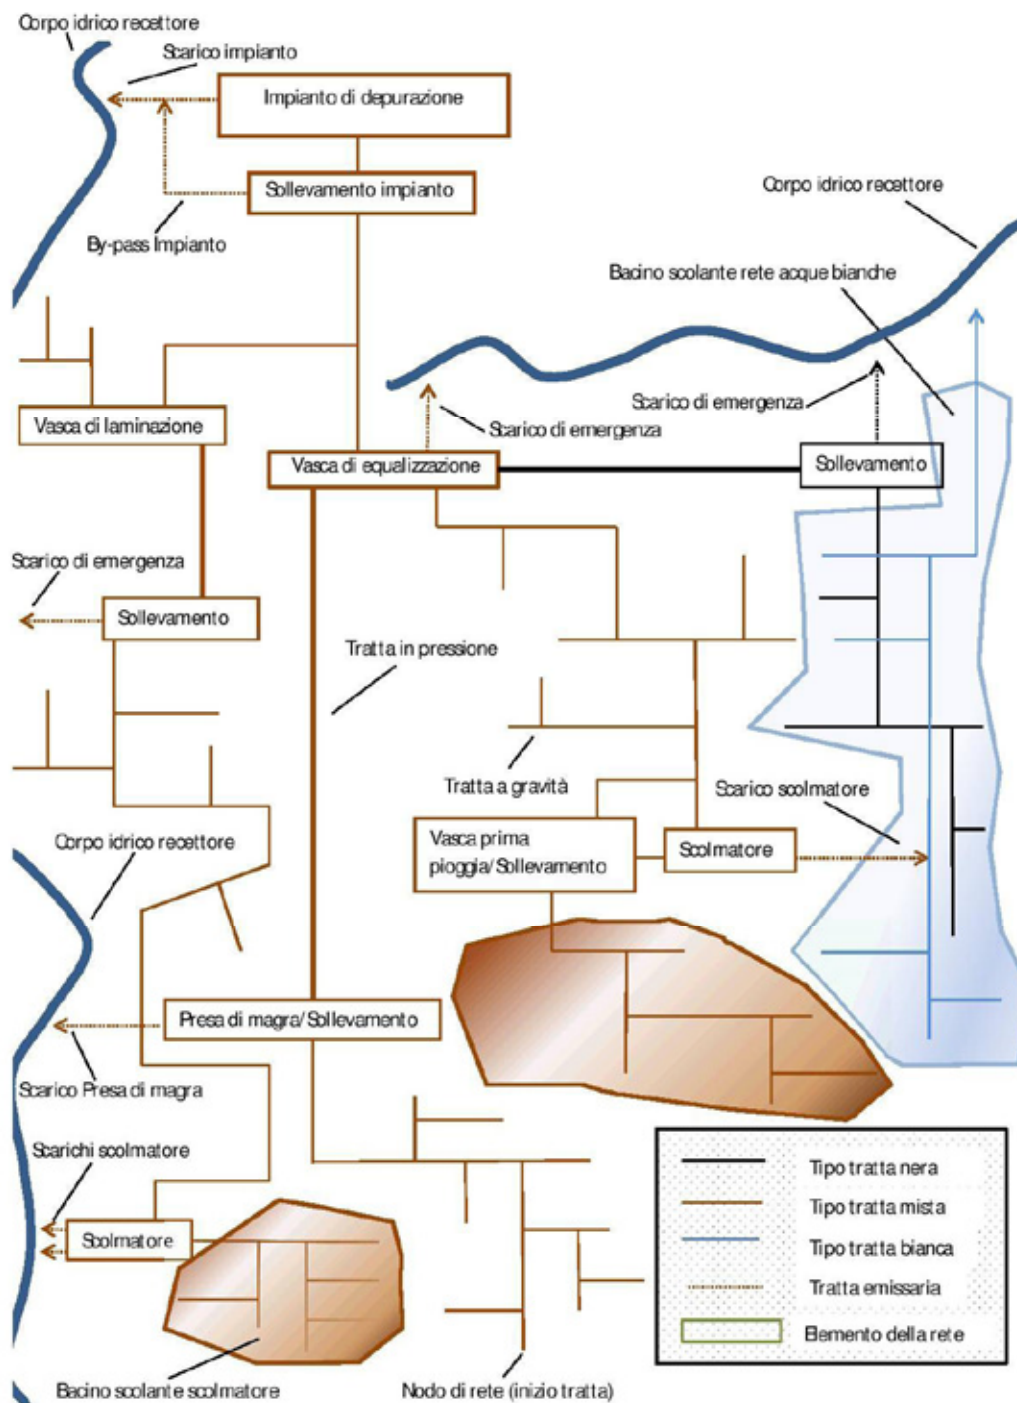 Corpo idrico recettore
Scarico impianto
Impianto di depurazione
Sollevamento impianto
Corpo idrico recettore
By-pass Impianto
Bacino scolante rete acque bianche
Scarico di emergenza
Vasca di laminazione
Scarico di emergenza
Vasca di equalizzazione
Sollevamento
Scarico di emergenza
Sollevamento
Tratta in pressione
Tratta a gravità
Scarico scolmatore
Corpo idrico recettore
Vasca prima
pioggia/Sollevamento
Scolmatore
Presa di magra/Sollevamento
Scarico Presa di magra
Scarichi scolmatore
Scolmatore
Tipo tratta nera
Tipo tratta mista
Tipo tratta bianca
Tratta emissaria
Elemento della rete
Bacino scolante scolmatore
Nodo di rete (inizio tratta)